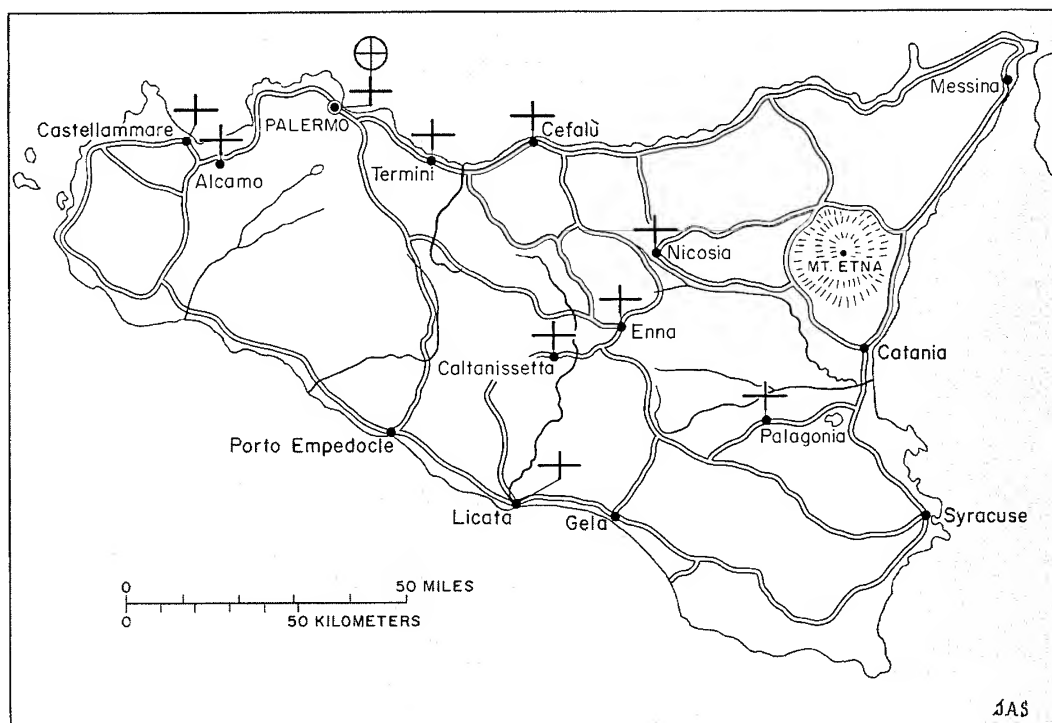 Messina
Castellammare
PALERMO
Cefalù
Alcamo
Termini
Nicosia
MT. ETNA
Enna
Catania
Caltanissetta
Palagonia
Porto Empedocle
Licata
Gela
Syracuse
0 50 MILES
0 50 KILOMETERS
JAS